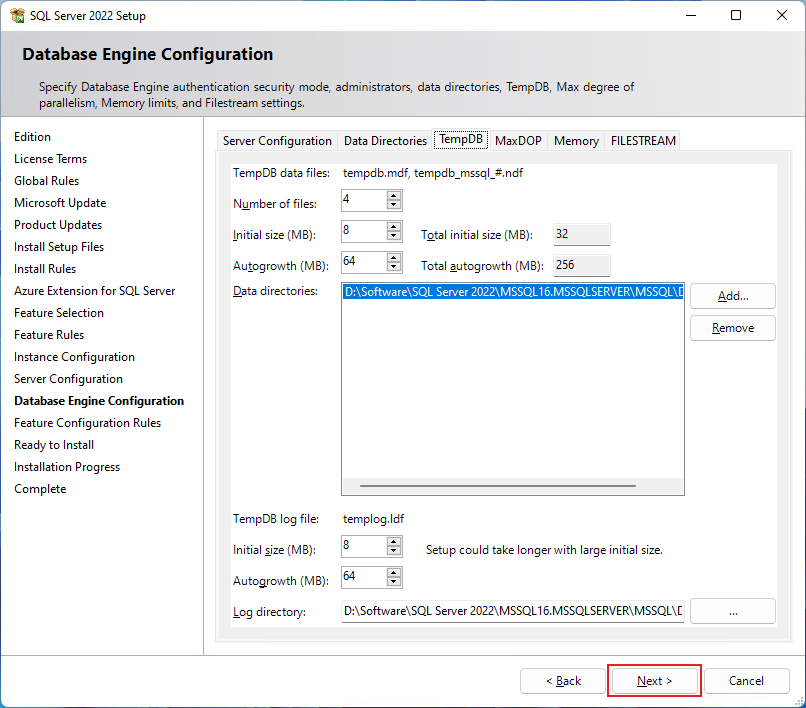 SQL Server 2022 Setup
Database Engine Configuration
Specify Database Engine authentication security mode, administrators, data directories, TempDB, Max degree of
parallelism, Memory limits, and Filestream settings.
Edition
License Terms
Global Rules
Microsoft Update
Product Updates
Install Setup Files
Install Rules
Azure Extension for SQL Server
Feature Selection
Feature Rules
Instance Configuration
Server Configuration
Database Engine Configuration
Feature Configuration Rules
Ready to Install
Installation Progress
Complete
Server Configuration Data Directories TempDB MaxDOP Memory FILESTREAM
TempDB data files: tempdb.mdf, tempdb_mssql_#.ndf
Number of files: 4
Initial size (MB): 8 Total initial size (MB): 32
Autogrowth (MB): 64 Total autogrowth (MB): 256
Data directories: D:\Software\SQL Server 2022\MSSQL16.MSSQLSERVER\MSSQL\D Add...
Remove
TempDB log file: templog.ldf
Initial size (MB): 8 Setup could take longer with large initial size.
Autogrowth (MB): 64
Log directory: D:\Software\SQL Server 2022\MSSQL16.MSSQLSERVER\MSSQL\D ...
< Back Next > Cancel